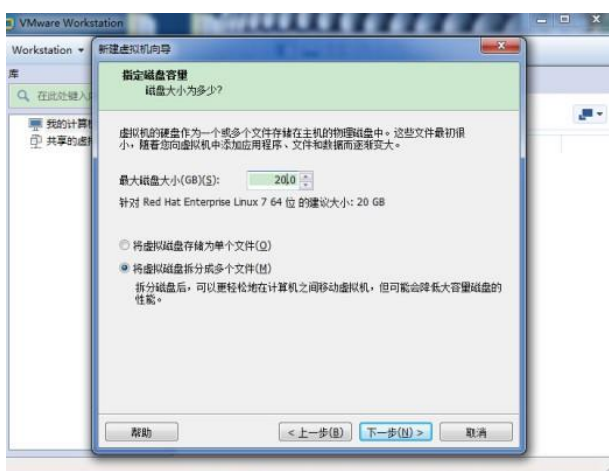 VMware Workstation
Workstation
新建虚拟机向导
库
在此处键入
我的计算机
共享的虚
指定磁盘容量
磁盘大小为多少?
虚拟机的硬盘作为一个或多个文件存储在主机的物理磁盘中。这些文件最初很
小，随着您向虚拟机中添加应用程序、文件和数据而逐渐变大。
最大磁盘大小(GB)(S): 20.0
针对 Red Hat Enterprise Linux 7 64 位 的建议大小: 20 GB
将虚拟磁盘存储为单个文件(O)
将虚拟磁盘拆分成多个文件(M)
拆分磁盘后，可以更轻松地在计算机之间移动虚拟机，但可能会降低大容量磁盘的
性能。
帮助
< 上一步(B)
下一步(N) >
取消